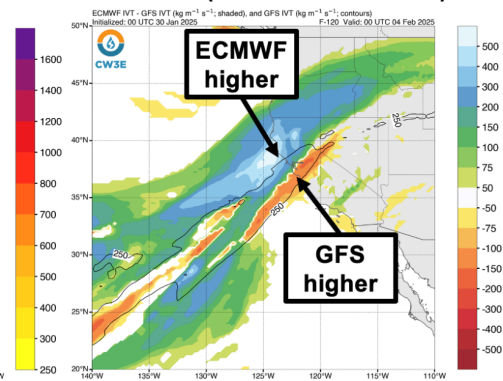 ECMWF IVT - GFS IVT (kg m⁻¹ s⁻¹; shaded), and GFS IVT (kg m⁻¹ s⁻¹; contours)
Initialized: 00 UTC 30 Jan 2025 F-120 Valid: 00 UTC 04 Feb 2025
CW3E
ECMWF
higher
GFS
higher
250
250
250
50°N
45°N
40°N
35°N
30°N
25°N
20°N
140°W 135°W 130°W 125°W 120°W 115°W 110°W
1600
1400
1200
1000
800
700
600
500
400
300
250
500
400
300
200
150
100
75
50
-50
-75
-100
-150
-200
-300
-400
-500